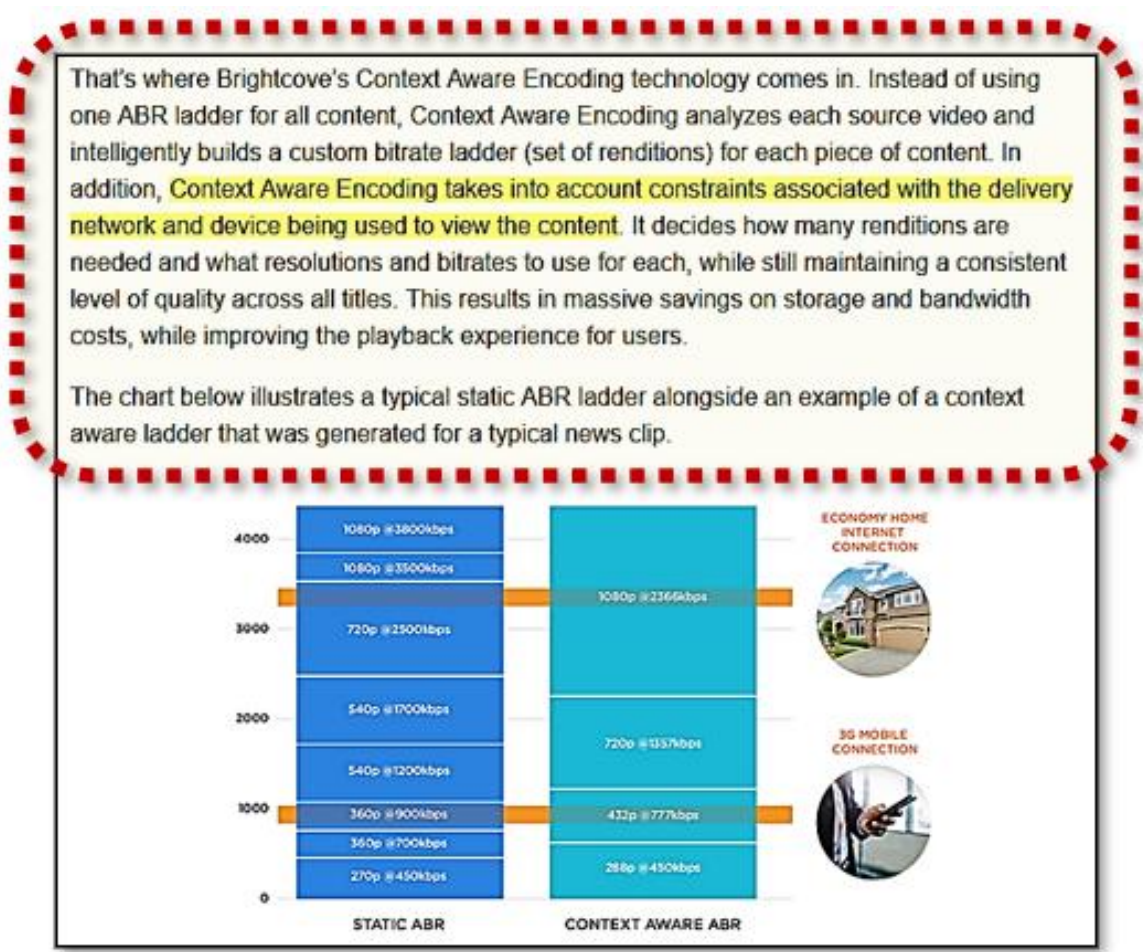 That's where Brightcove's Context Aware Encoding technology comes in. Instead of using
one ABR ladder for all content, Context Aware Encoding analyzes each source video and
intelligently builds a custom bitrate ladder (set of renditions) for each piece of content. In
addition, Context Aware Encoding takes into account constraints associated with the delivery
network and device being used to view the content. It decides how many renditions are
needed and what resolutions and bitrates to use for each, while still maintaining a consistent
level of quality across all titles. This results in massive savings on storage and bandwidth
costs, while improving the playback experience for users.
The chart below illustrates a typical static ABR ladder alongside an example of a context
aware ladder that was generated for a typical news clip.
4000
3000
2000
1000
0
1080p @3800kbps
1080p @3500kbps
720p @2500kbps
540p @1700kbps
540p @1200kbps
360p @900kbps
360p @700kbps
270p @450kbps
STATIC ABR
1080p @2366kbps
720p @1357kbps
432p @777kbps
288p @450kbps
CONTEXT AWARE ABR
ECONOMY HOME
INTERNET
CONNECTION
3G MOBILE
CONNECTION